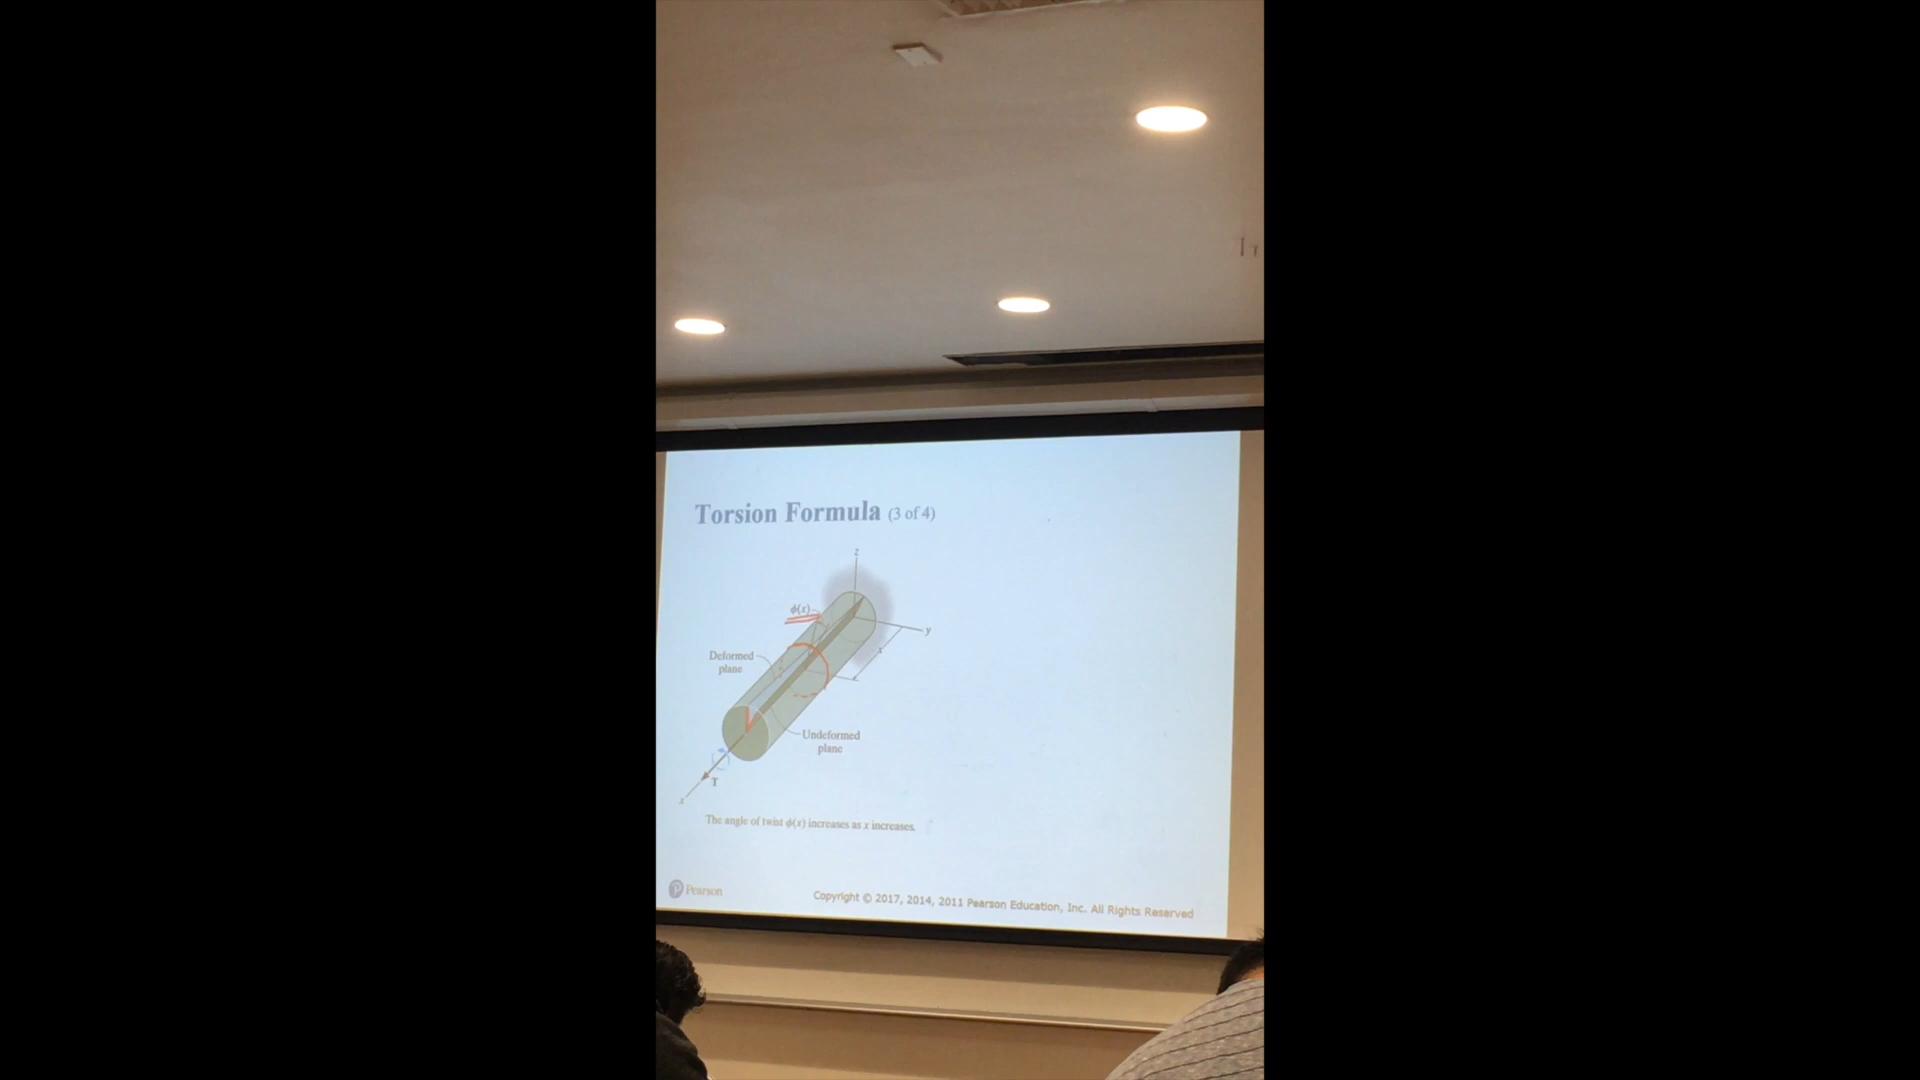 Torsion Formula (3 of 4)
z
ϕ(x)
y
Deformed
plane
x
Undeformed
plane
T
x
The angle of twist ϕ(x) increases as x increases.
Pearson
Copyright © 2017, 2014, 2011 Pearson Education, Inc. All Rights Reserved